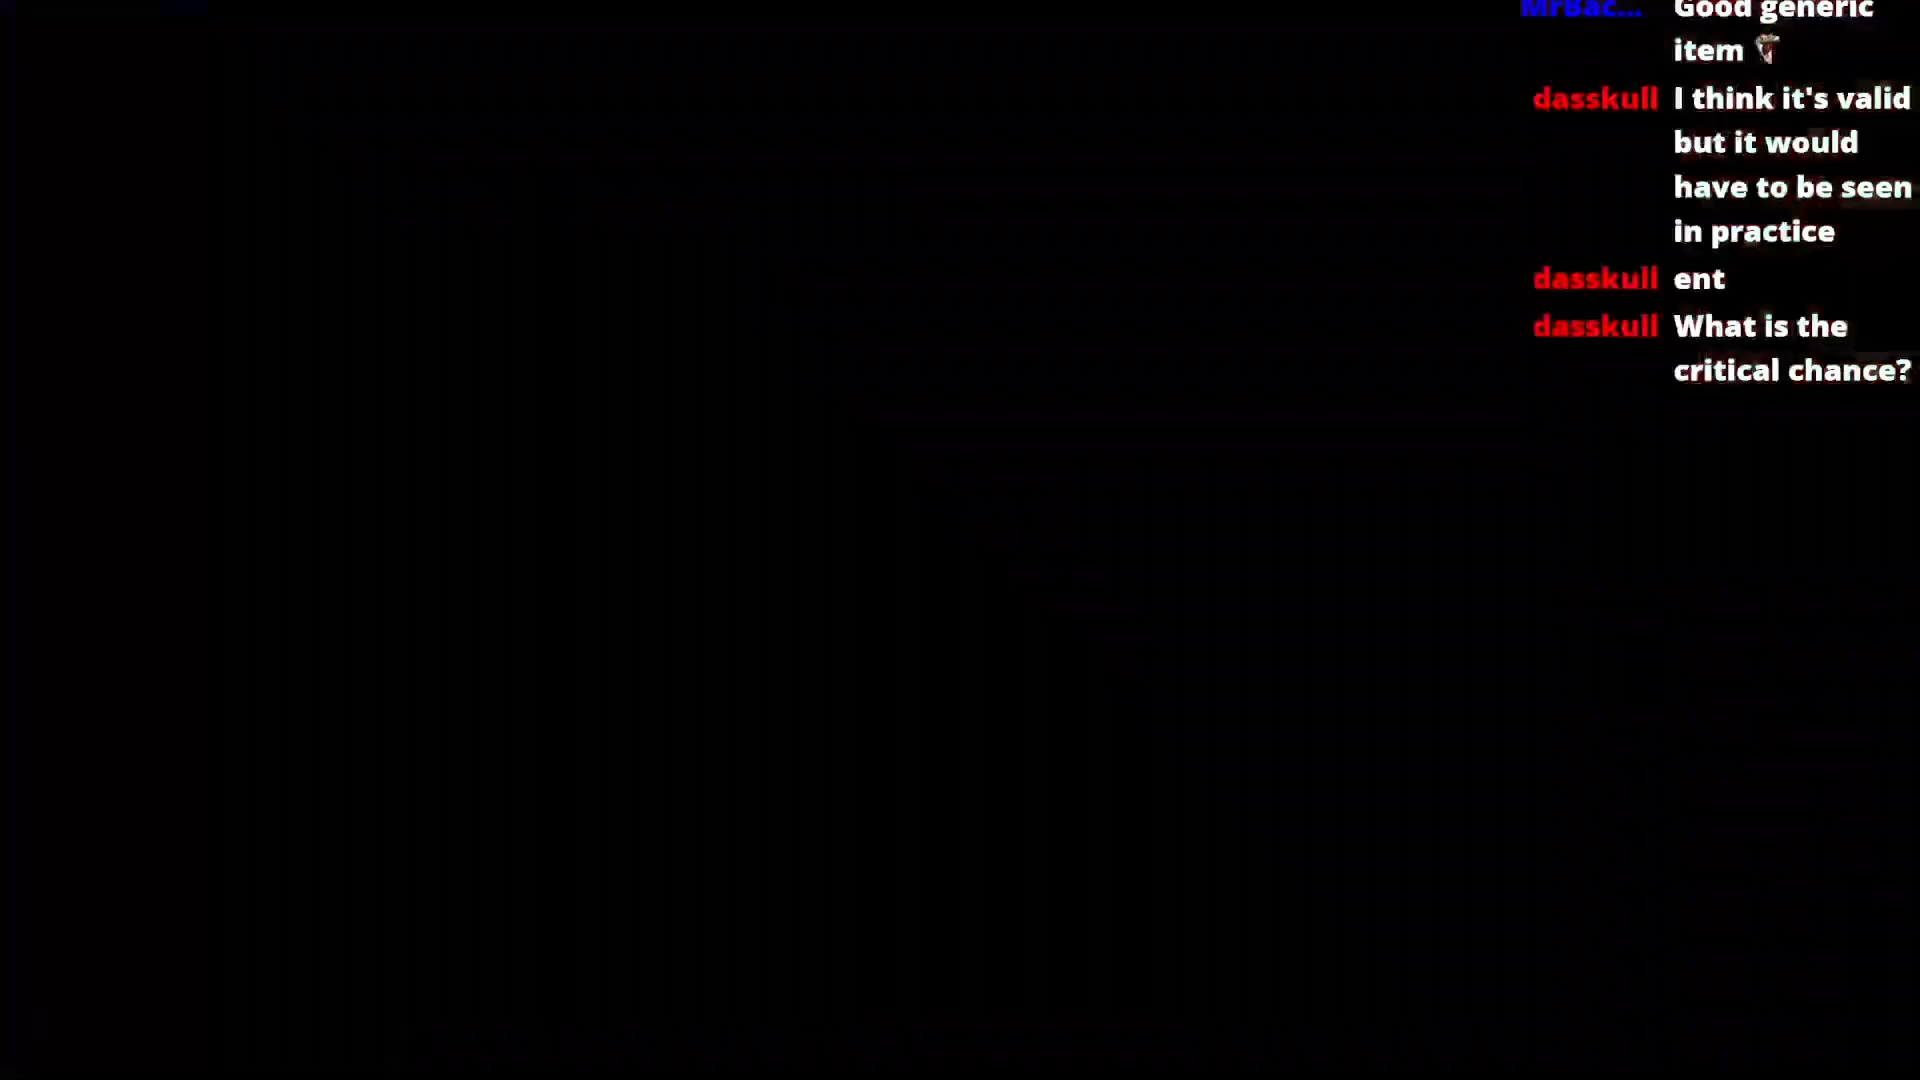 MrBac... Good generic
item
dasskull I think it's valid
but it would
have to be seen
in practice
dasskull ent
dasskull What is the
critical chance?